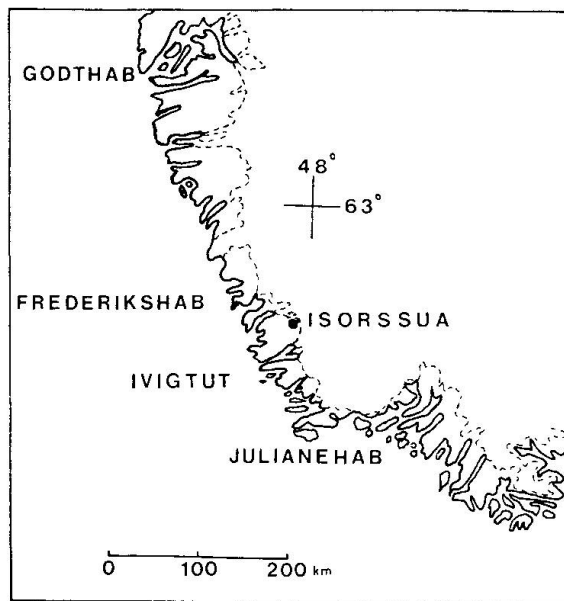 GODTHAB
48°
63°
FREDERIKSHAB
ISORSSUA
IVIGTUT
JULIANEHAB
0 100 200 km